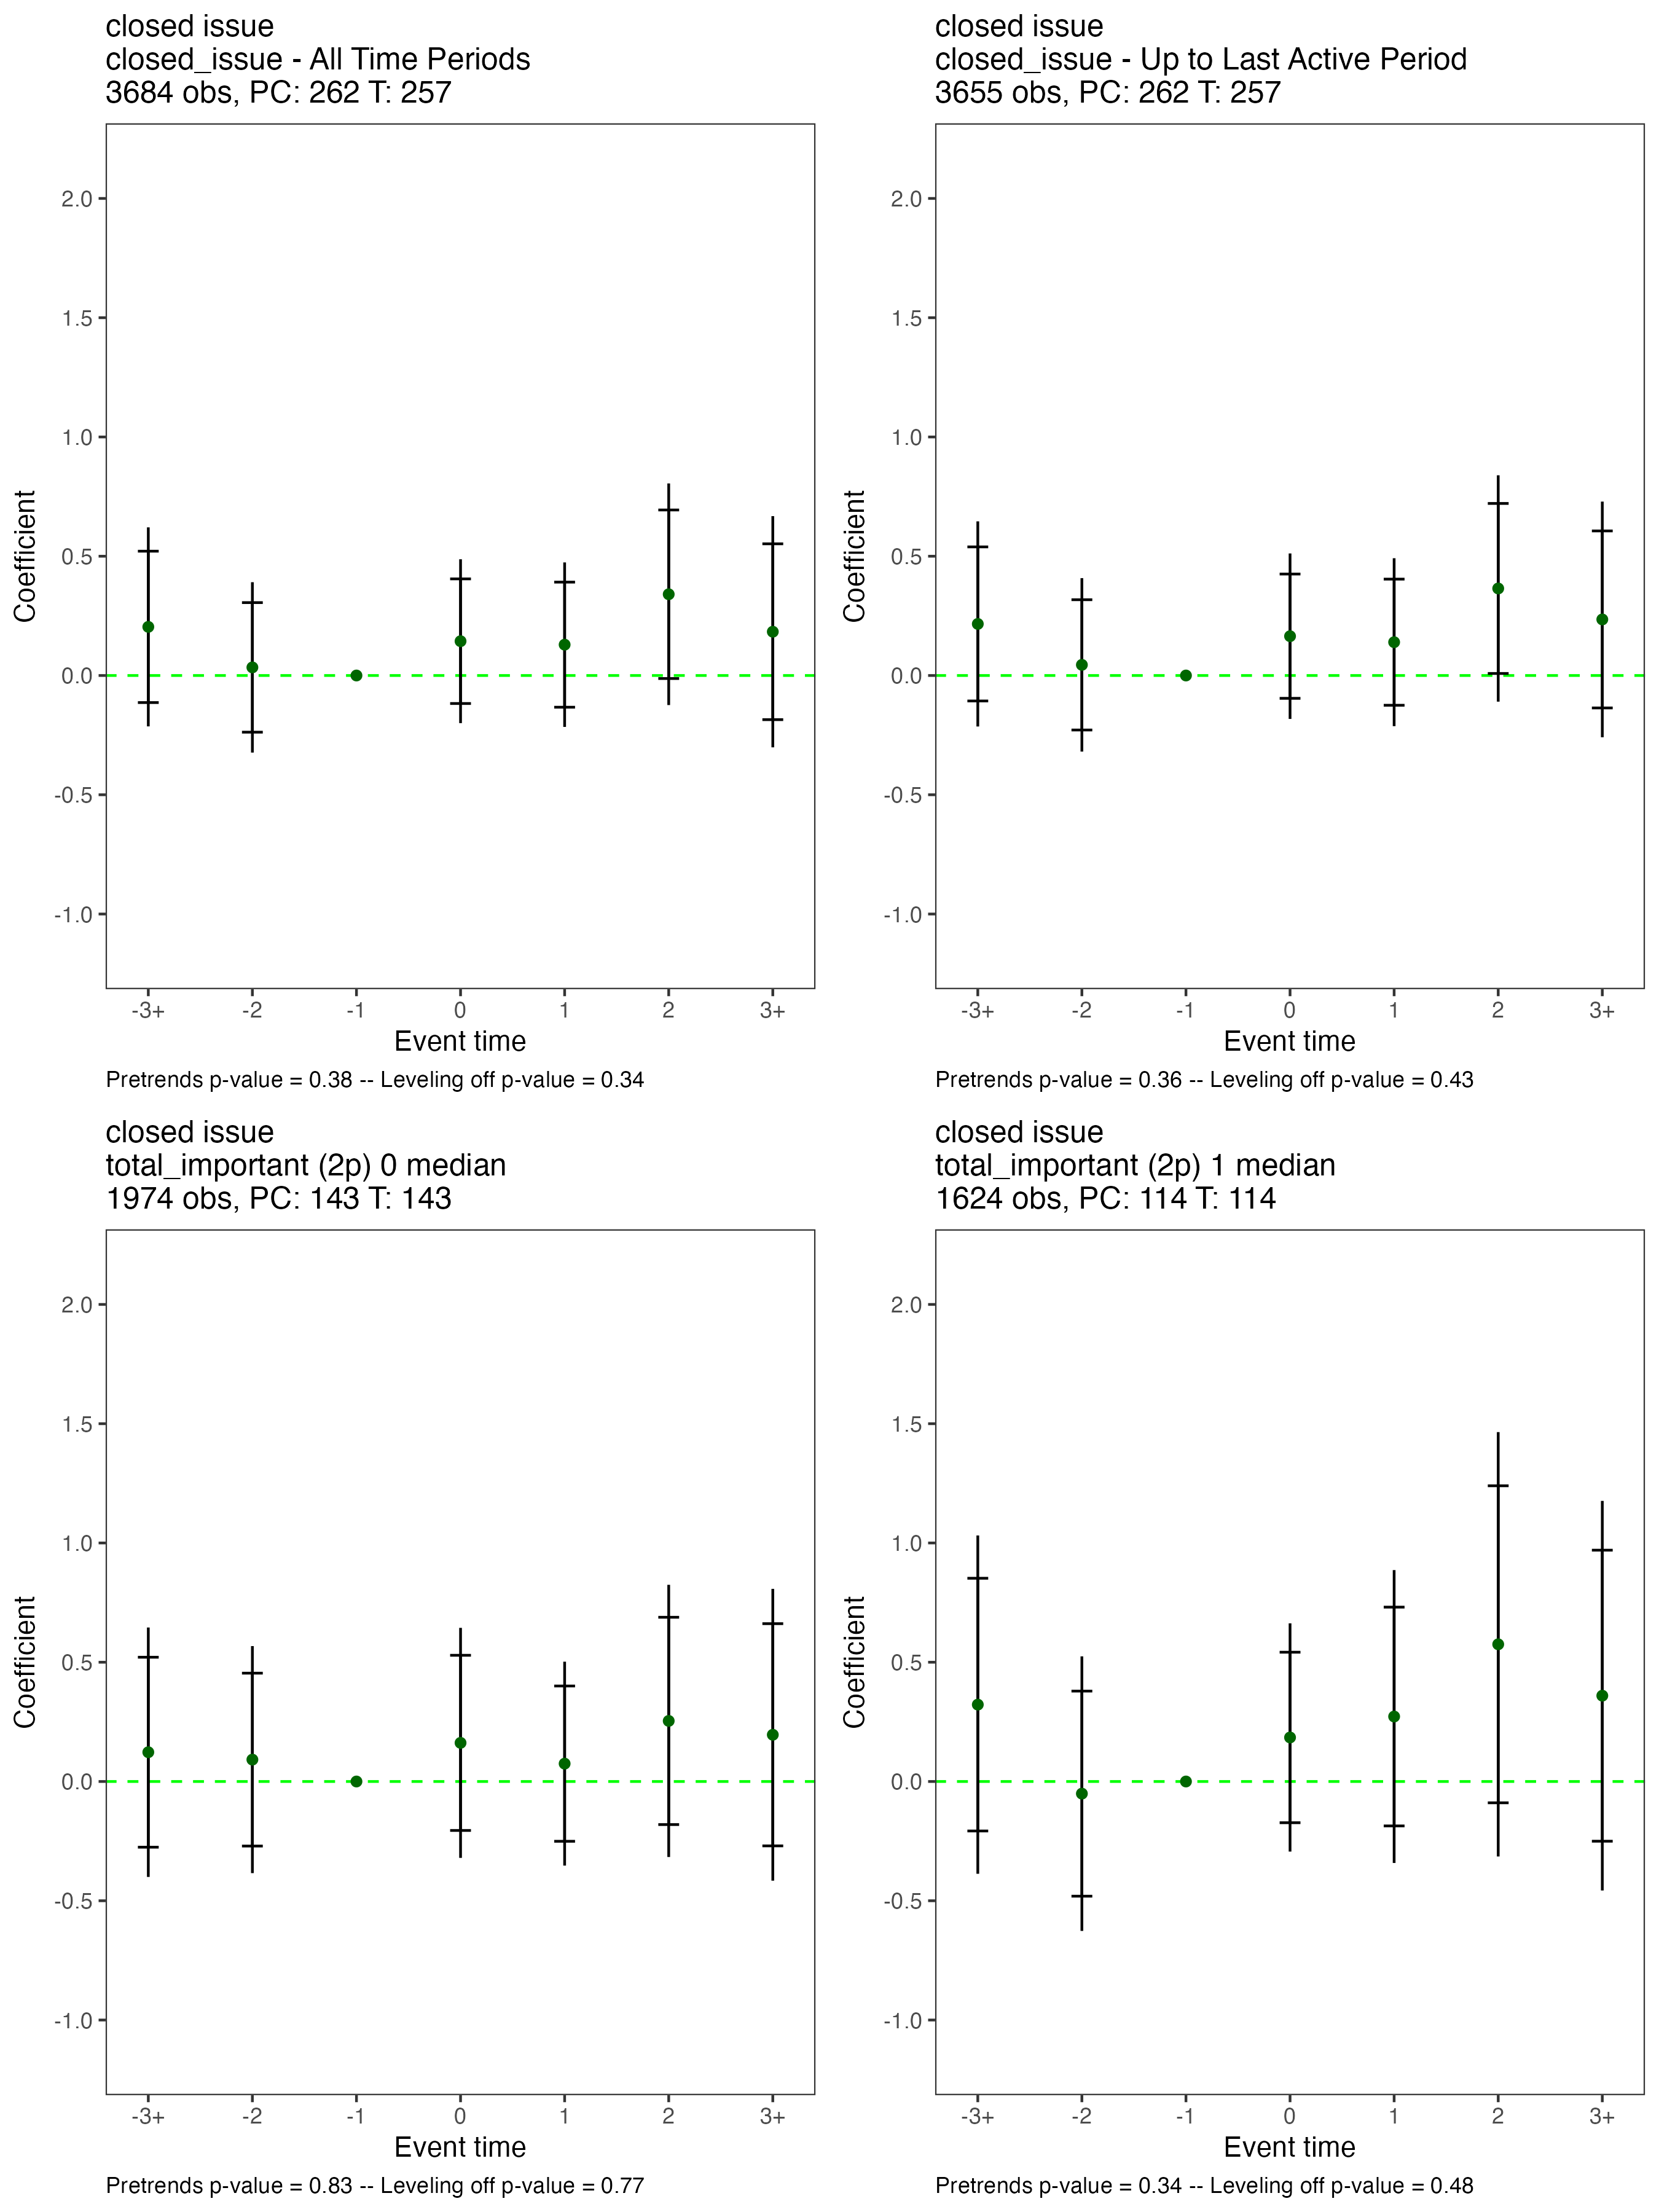 closed issue
closed_issue - All Time Periods
3684 obs, PC: 262 T: 257
2.0
1.5
1.0
0.5
0.0
-0.5
-1.0
Coefficient
-3+ -2 -1 0 1 2 3+
Event time
Pretrends p-value = 0.38 -- Leveling off p-value = 0.34
closed issue
closed_issue - Up to Last Active Period
3655 obs, PC: 262 T: 257
2.0
1.5
1.0
0.5
0.0
-0.5
-1.0
Coefficient
-3+ -2 -1 0 1 2 3+
Event time
Pretrends p-value = 0.36 -- Leveling off p-value = 0.43
closed issue
total_important (2p) 0 median
1974 obs, PC: 143 T: 143
2.0
1.5
1.0
0.5
0.0
-0.5
-1.0
Coefficient
-3+ -2 -1 0 1 2 3+
Event time
Pretrends p-value = 0.83 -- Leveling off p-value = 0.77
closed issue
total_important (2p) 1 median
1624 obs, PC: 114 T: 114
2.0
1.5
1.0
0.5
0.0
-0.5
-1.0
Coefficient
-3+ -2 -1 0 1 2 3+
Event time
Pretrends p-value = 0.34 -- Leveling off p-value = 0.48